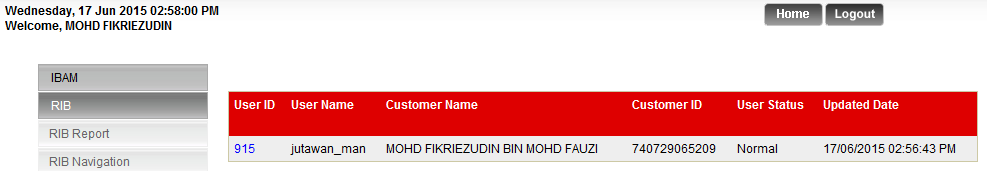 Wednesday, 17 Jun 2015 02:58:00 PM
Welcome, MOHD FIKRIEZUDIN
Home Logout
IBAM
RIB
RIB Report
RIB Navigation
User ID User Name Customer Name Customer ID User Status Updated Date
915 jutawan_man MOHD FIKRIEZUDIN BIN MOHD FAUZI 740729065209 Normal 17/06/2015 02:56:43 PM